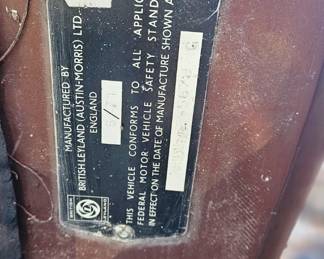 MANUFACTURED BY
BRITISH LEYLAND (AUSTIN-MORRIS) LTD.
ENGLAND
THIS VEHICLE CONFORMS TO ALL APPLIC
FEDERAL MOTOR VEHICLE SAFETY STAND
IN EFFECT ON THE DATE OF MANUFACTURE SHOWN A
LEYLAND